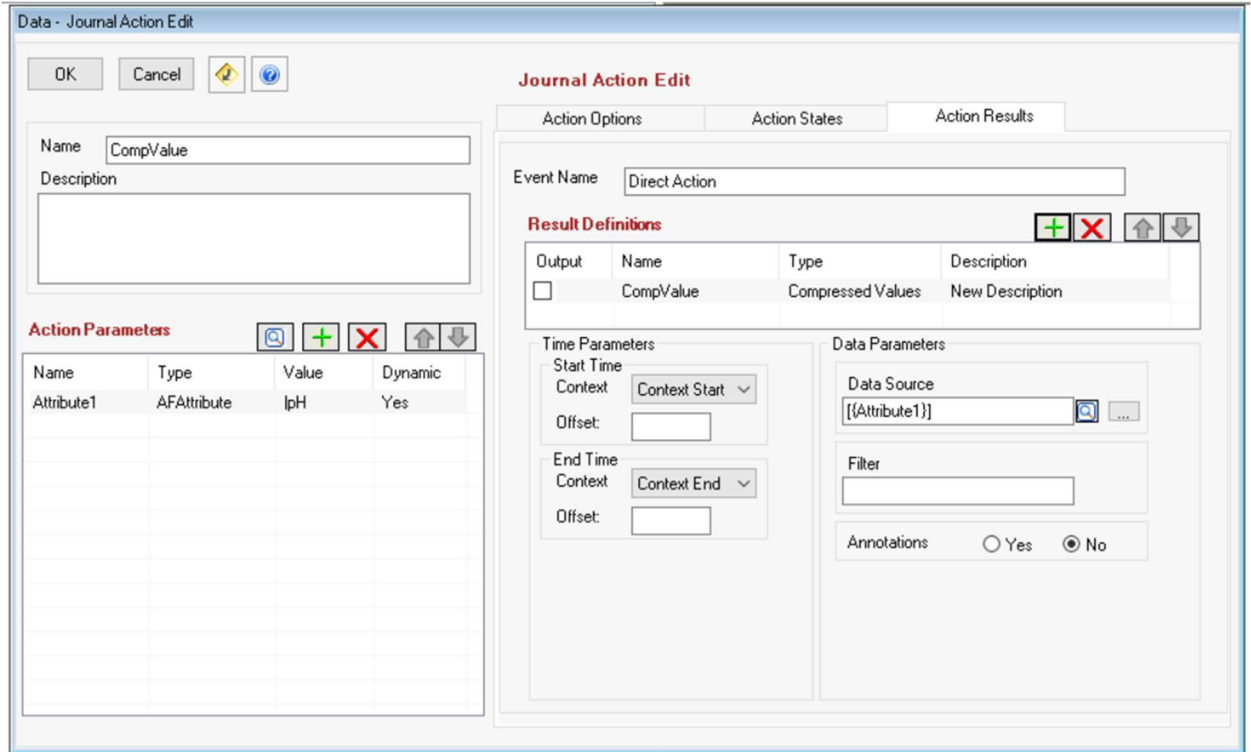 Data - Journal Action Edit
OK Cancel
Journal Action Edit
Action Options Action States Action Results
Name CompValue
Description
Event Name Direct Action
Result Definitions
Output Name Type Description
CompValue Compressed Values New Description
Action Parameters
Name Type Value Dynamic
Attribute1 AFAttribute |pH Yes
Time Parameters
Start Time
Context Context Start
Offset:
End Time
Context Context End
Offset:
Data Parameters
Data Source
[{Attribute1}] ...
Filter
Annotations Yes No